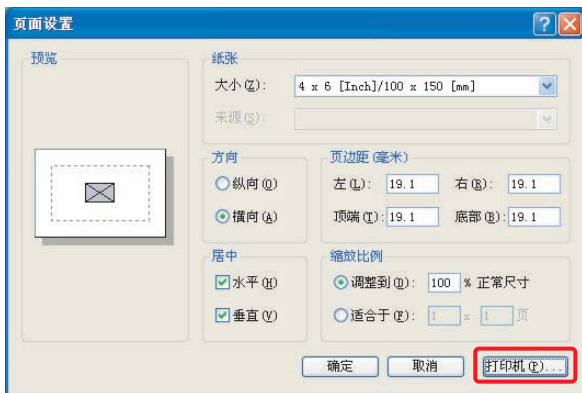 页面设置
预览
纸张
大小(Z): 4 x 6 [Inch]/100 x 150 [mm]
来源(S):
方向
纵向(O)
横向(A)
页边距(毫米)
左(L): 19.1 右(R): 19.1
顶端(T): 19.1 底部(B): 19.1
居中
水平(H)
垂直(V)
缩放比例
调整到(D): 100 % 正常尺寸
适合于(F): 1 x 1 页
确定 取消 打印机(P)...